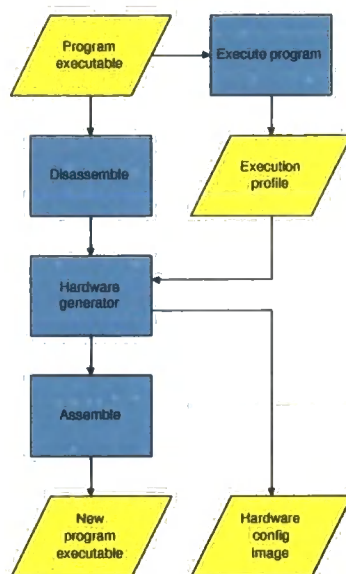 Program
executable
Execute program
Disassemble
Execution
profile
Hardware
generator
Assemble
New
program
executable
Hardware
config
image